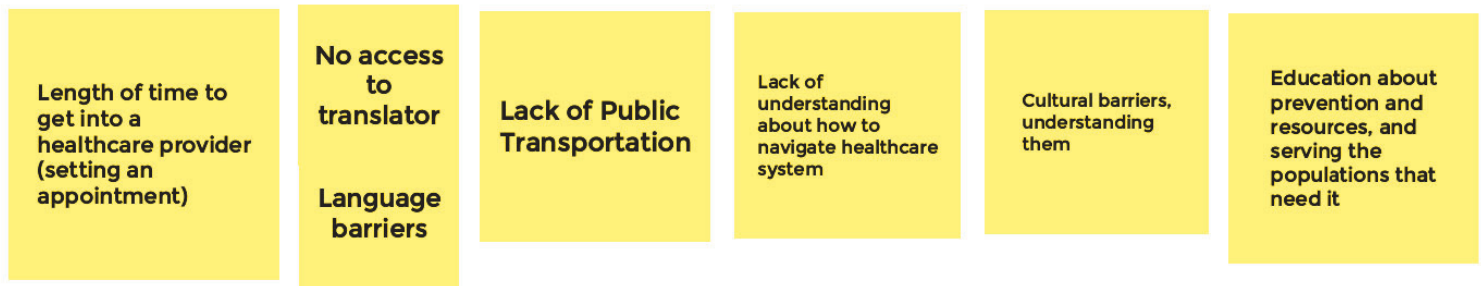 Length of time to
get into a
healthcare provider
(setting an
appointment)
No access
to
translator
Language
barriers
Lack of Public
Transportation
Lack of
understanding
about how to
navigate healthcare
system
Cultural barriers,
understanding
them
Education about
prevention and
resources, and
serving the
populations that
need it